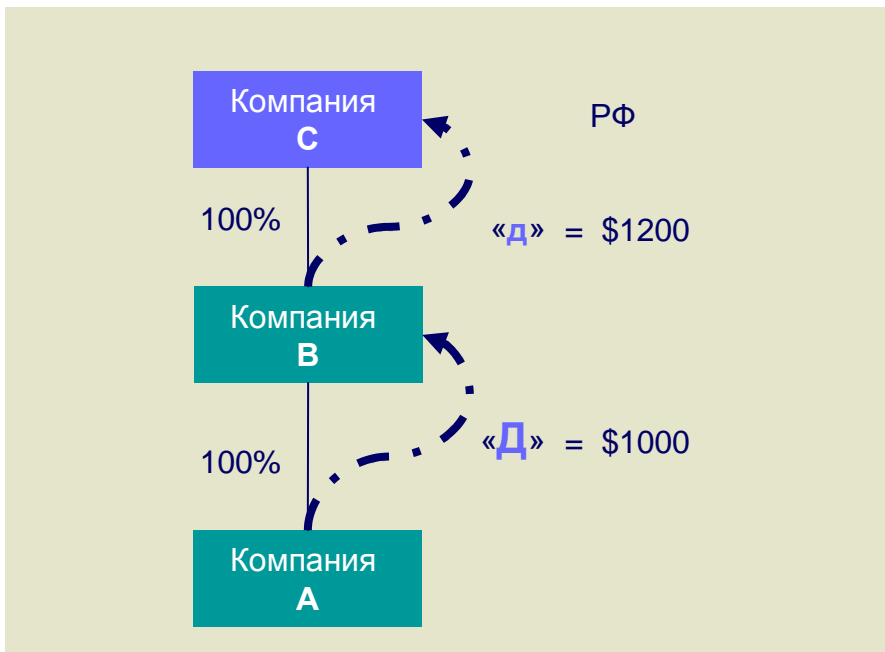 Компания
C
РФ
100%
«д» = $1200
Компания
B
100%
«Д» = $1000
Компания
A